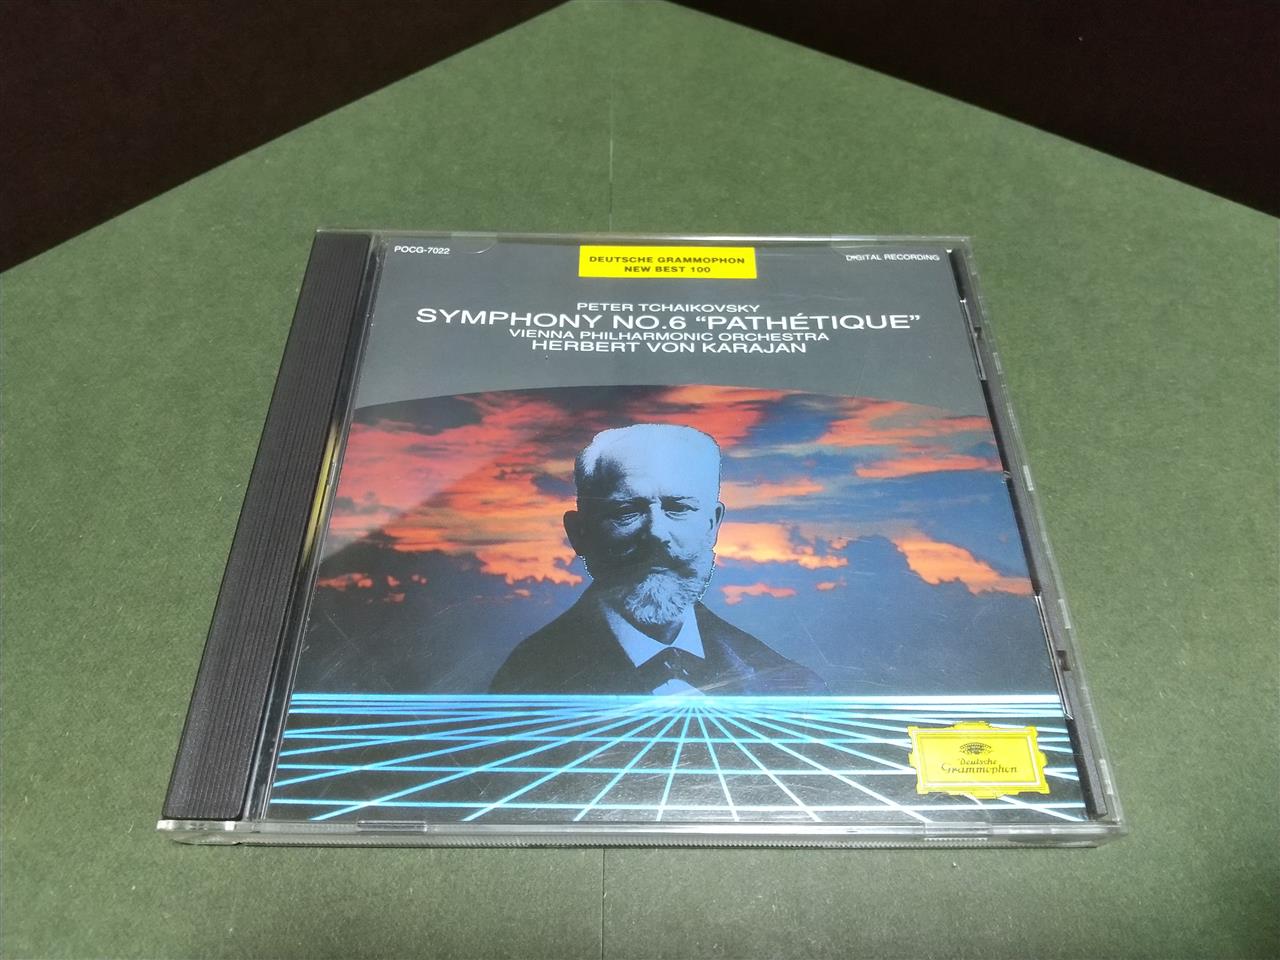 POCG-7022
DEUTSCHE GRAMMOPHON
NEW BEST 100
DIGITAL RECORDING
PETER TCHAIKOVSKY
SYMPHONY NO.6 “PATHÉTIQUE”
VIENNA PHILHARMONIC ORCHESTRA
HERBERT VON KARAJAN
Deutsche
Grammophon